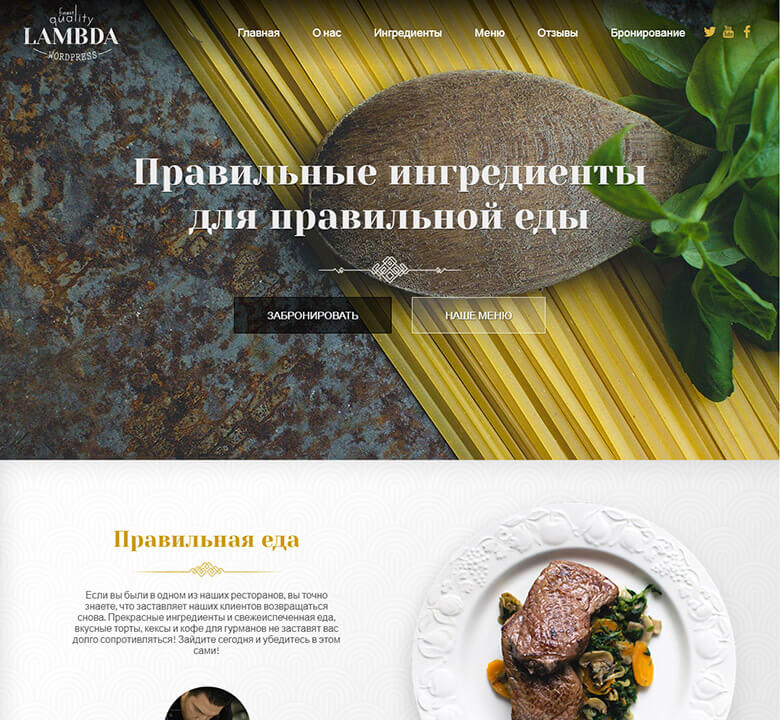 finest
quality
LAMBDA
WORDPRESS
Главная О нас Ингредиенты Меню Отзывы Бронирование
Правильные ингредиенты
для правильной еды
ЗАБРОНИРОВАТЬ НАШЕ МЕНЮ
Правильная еда
Если вы были в одном из наших ресторанов, вы точно
знаете, что заставляет наших клиентов возвращаться
снова. Прекрасные ингредиенты и свежеиспеченная еда,
вкусные торты, кексы и кофе для гурманов не заставят вас
долго сопротивляться! Зайдите сегодня и убедитесь в этом
сами!